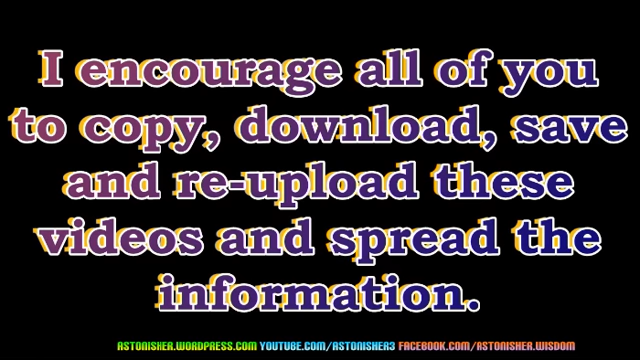 I encourage all of you
to copy, download, save
and re-upload these
videos and spread the
information.
ASTONISHER.WORDPRESS.COM YOUTUBE.COM/ASTONISHER3 FACEBOOK.COM/ASTONISHER.WISDOM